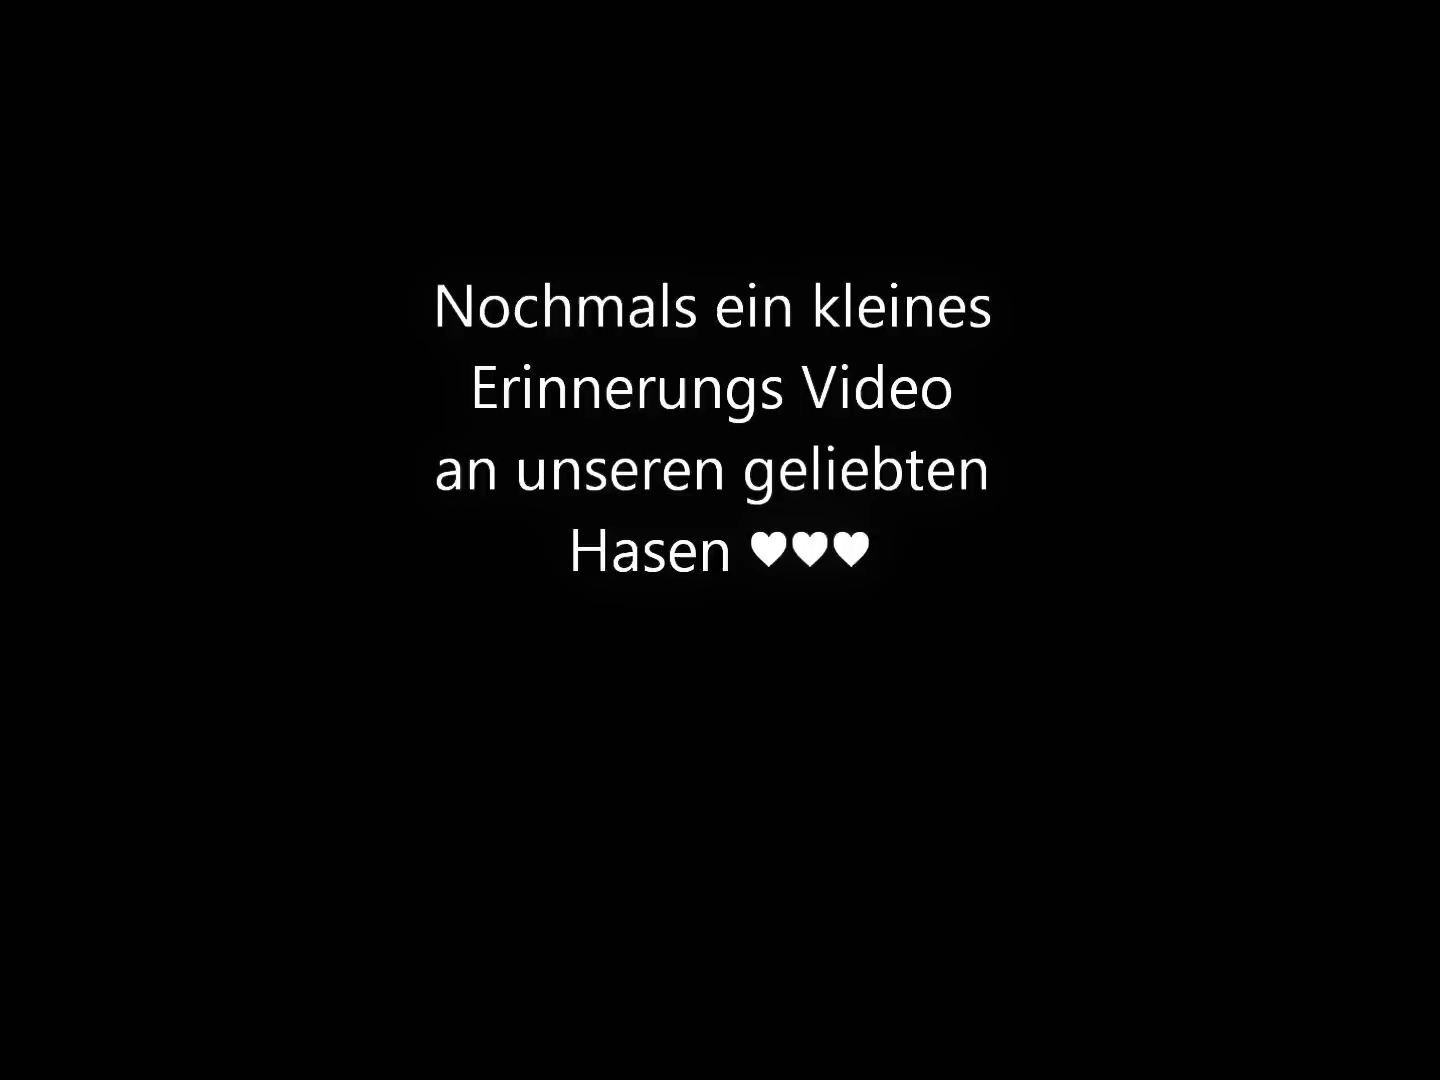 Nochmals ein kleines
Erinnerungs Video
an unseren geliebten
Hasen ♥♥♥